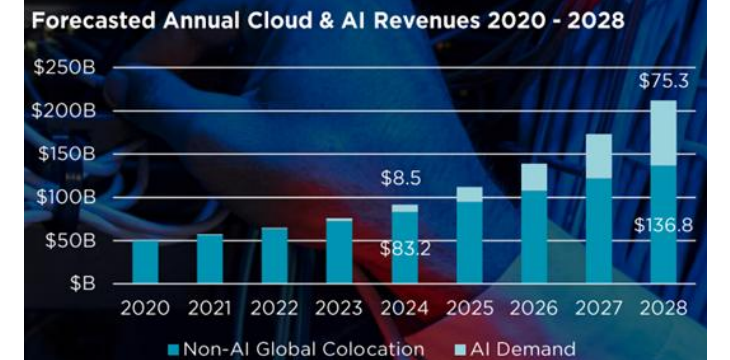 Forecasted Annual Cloud & AI Revenues 2020 - 2028
$250B
$75.3
$200B
$150B
$8.5
$100B
$136.8
$50B
$83.2
$B
2020 2021 2022 2023 2024 2025 2026 2027 2028
Non-AI Global Colocation AI Demand